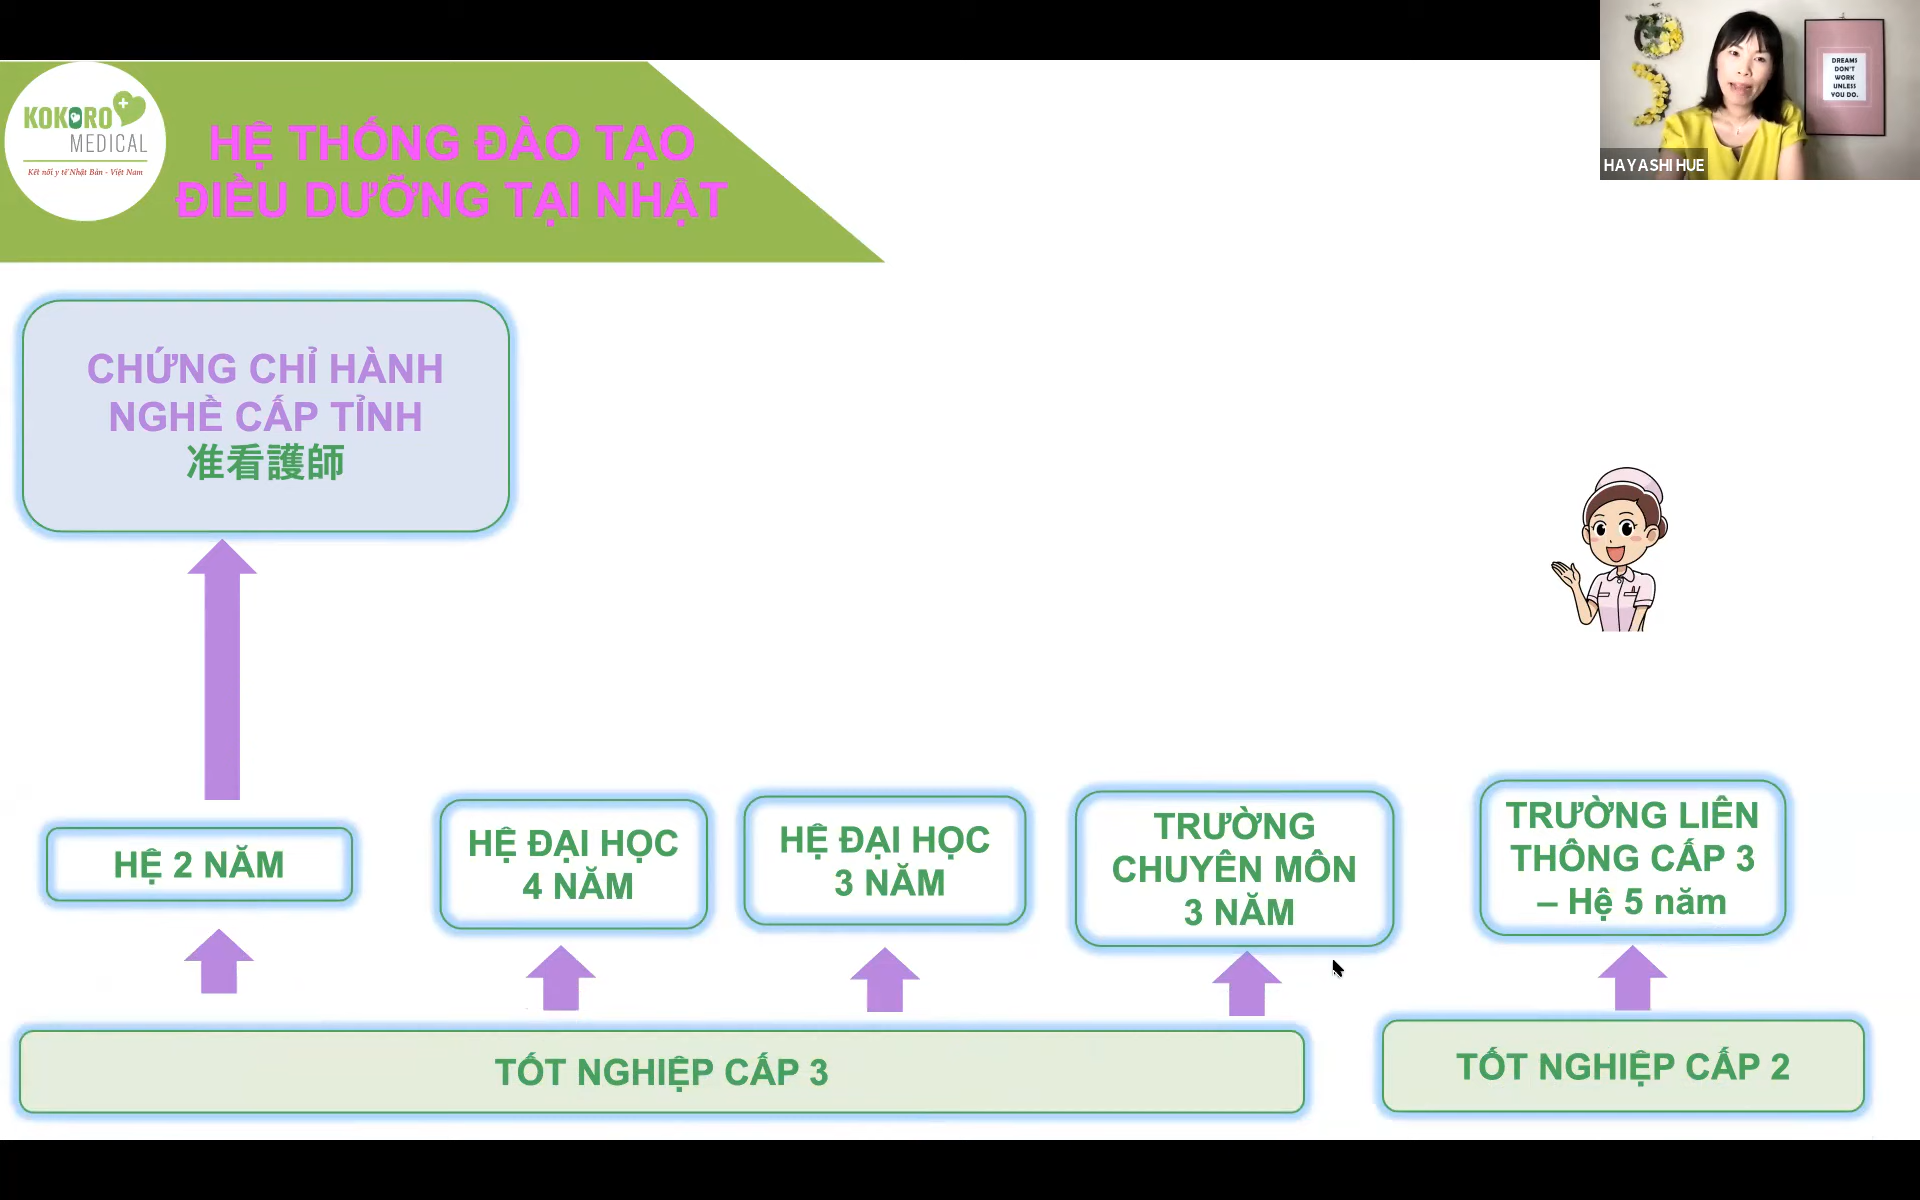 KOKORO
MEDICAL
Kết nối y tế Nhật Bản - Việt Nam
HỆ THỐNG ĐÀO TẠO
ĐIỀU DƯỠNG TẠI NHẬT
DREAMS
DON'T
WORK
UNLESS
YOU DO.
HAYASHI HUE
CHỨNG CHỈ HÀNH
NGHỀ CẤP TỈNH
准看護師
HỆ 2 NĂM
HỆ ĐẠI HỌC
4 NĂM
HỆ ĐẠI HỌC
3 NĂM
TRƯỜNG
CHUYÊN MÔN
3 NĂM
TRƯỜNG LIÊN
THÔNG CẤP 3
– Hệ 5 năm
TỐT NGHIỆP CẤP 3
TỐT NGHIỆP CẤP 2